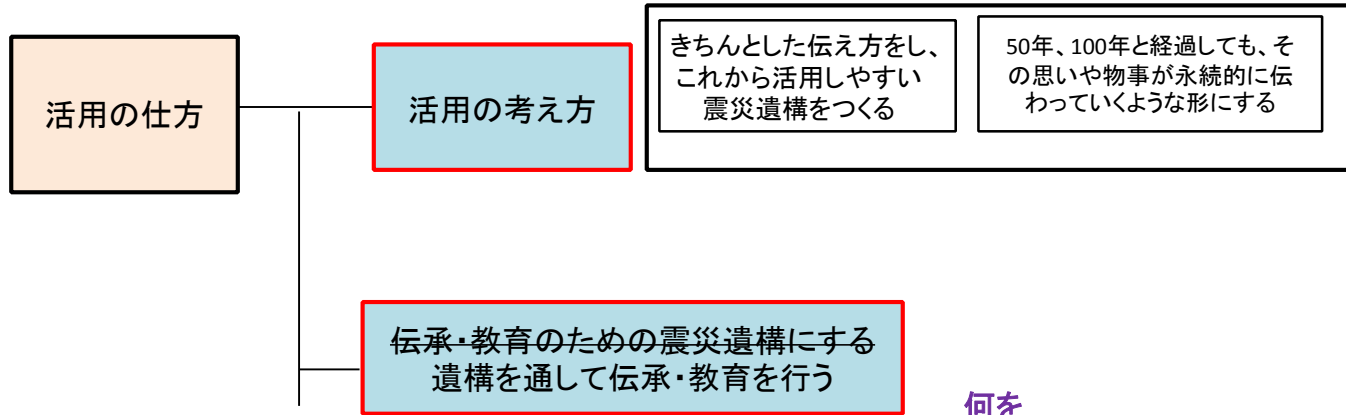 活用の仕方
活用の考え方
きちんとした伝え方をし、
これから活用しやすい
震災遺構をつくる
50年、100年と経過しても、そ
の思いや物事が永続的に伝
わっていくような形にする
伝承・教育のための震災遺構にする
遺構を通して伝承・教育を行う
何を